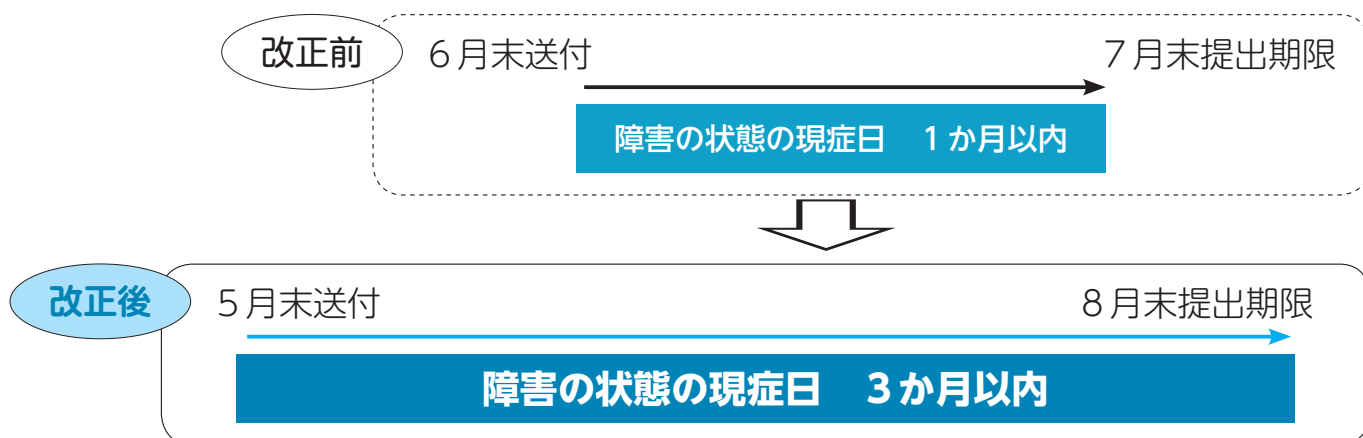 改正前
６月末送付
７月末提出期限
障害の状態の現症日　１か月以内
改正後
５月末送付
８月末提出期限
障害の状態の現症日　３か月以内